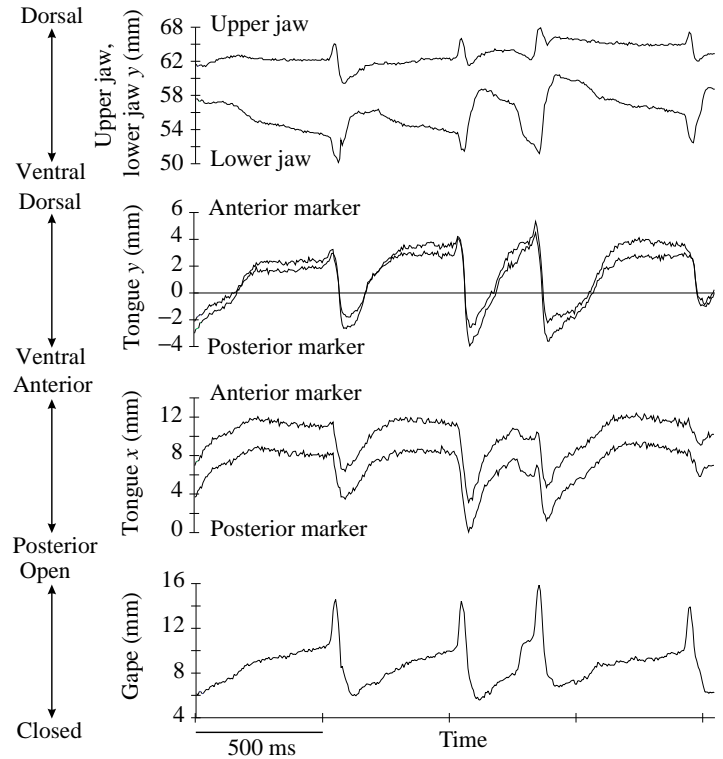 Dorsal
Ventral
Upper jaw,
lower jaw y (mm)
68
62
58
54
50
Upper jaw
Lower jaw
Dorsal
Ventral
Tongue y (mm)
6
4
2
0
−2
−4
Anterior marker
Posterior marker
Anterior
Posterior
Tongue x (mm)
12
8
4
0
Anterior marker
Posterior marker
Open
Closed
Gape (mm)
16
12
8
4
500 ms
Time